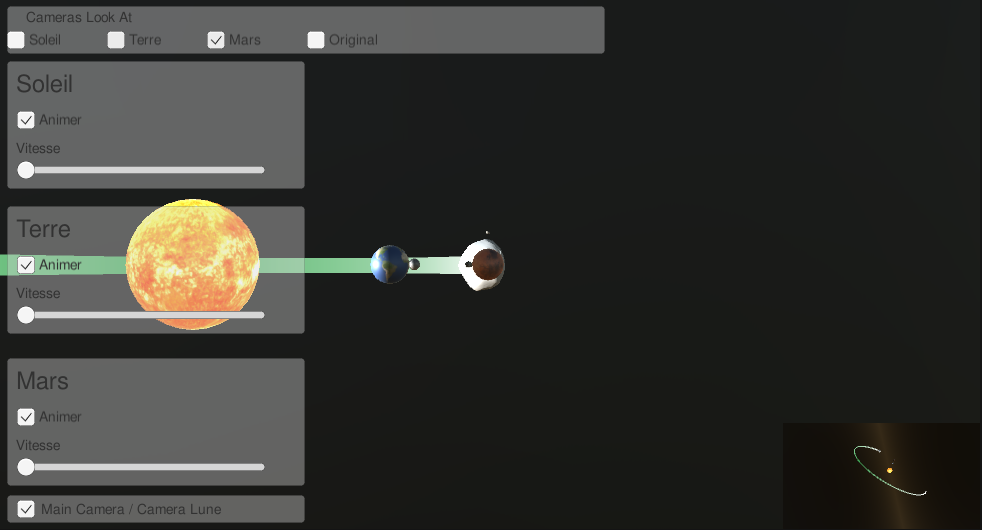 Cameras Look At
Soleil Terre Mars Original
Soleil
Animer
Vitesse
Terre
Animer
Vitesse
Mars
Animer
Vitesse
Main Camera / Camera Lune